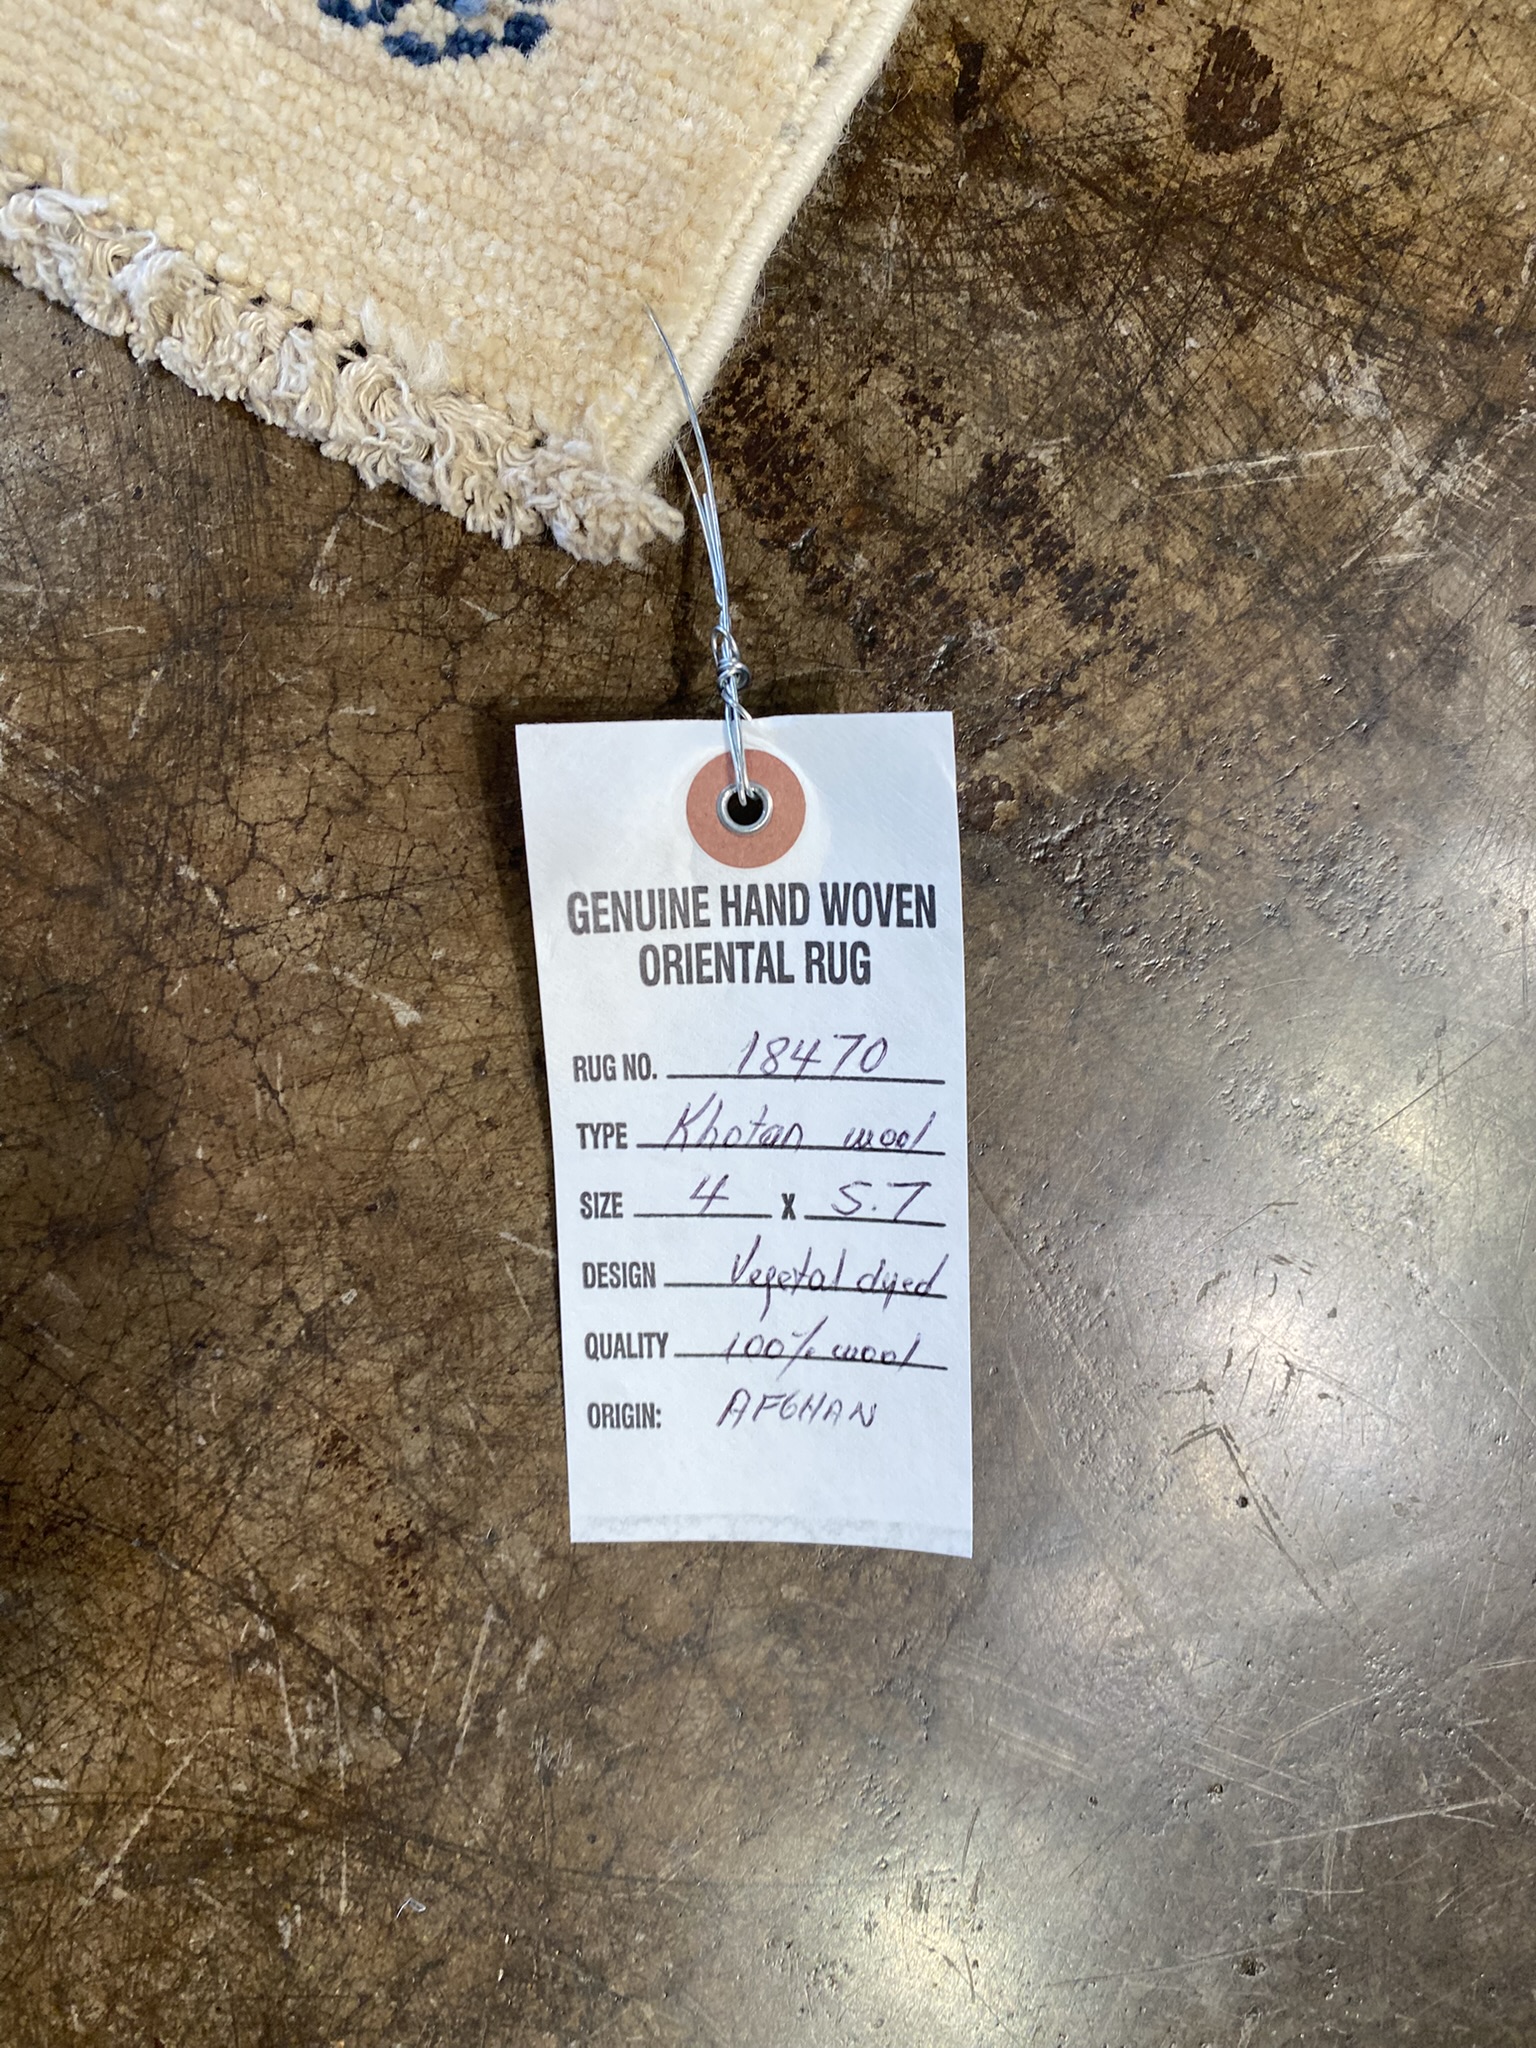 GENUINE HAND WOVEN
ORIENTAL RUG
RUG NO. 18470
TYPE Khotan wool
SIZE 4 X 5.7
DESIGN Vegetal dyed
QUALITY 100% wool
ORIGIN: AFGHAN